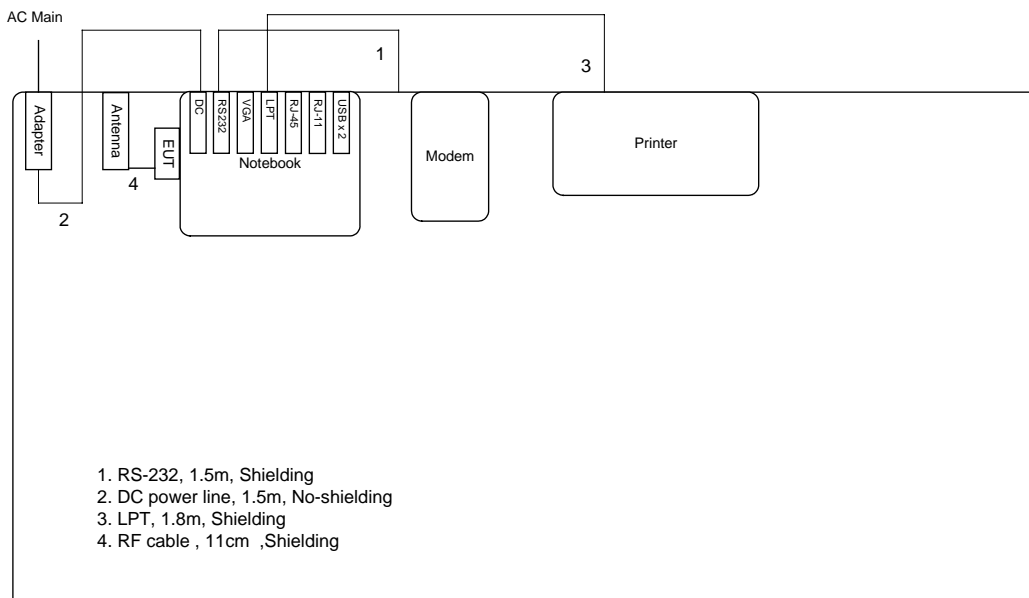 AC Main
1
3
Adapter
Antenna
EUT
DC
RS232
VGA
LPT
RJ-45
RJ-11
USB x 2
Notebook
Modem
Printer
4
2
1. RS-232, 1.5m, Shielding
2. DC power line, 1.5m, No-shielding
3. LPT, 1.8m, Shielding
4. RF cable , 11cm ,Shielding